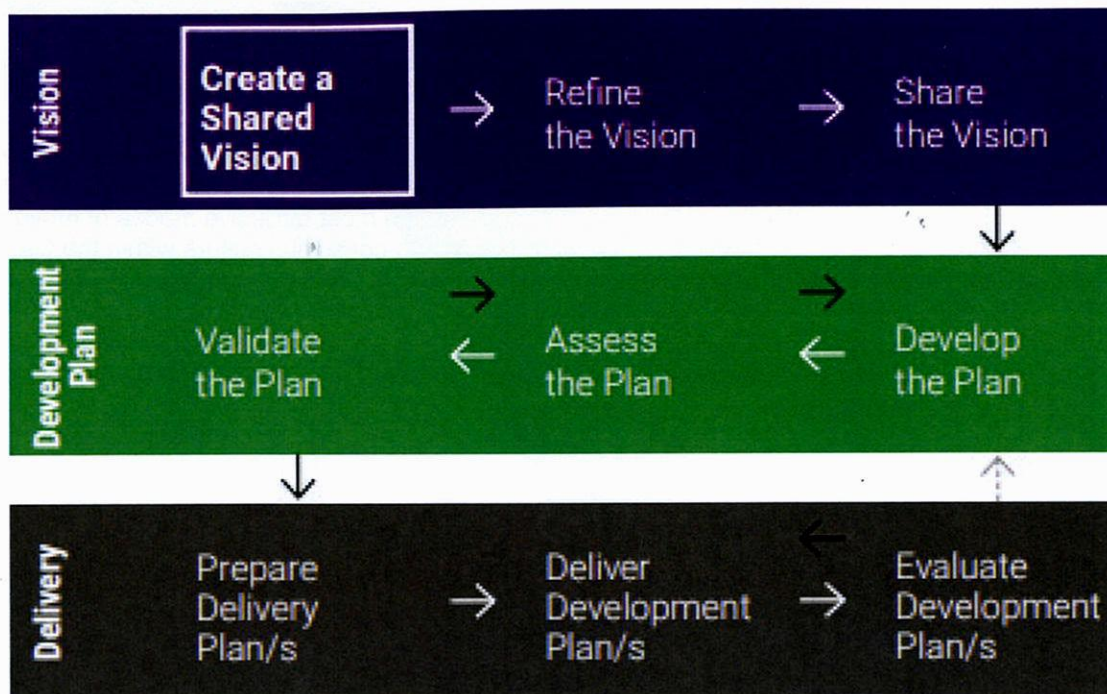 Vision
Create a
Shared
Vision
Refine
the Vision
Share
the Vision
Development
Plan
Validate
the Plan
Assess
the Plan
Develop
the Plan
Delivery
Prepare
Delivery
Plan/s
Deliver
Development
Plan/s
Evaluate
Development
Plan/s